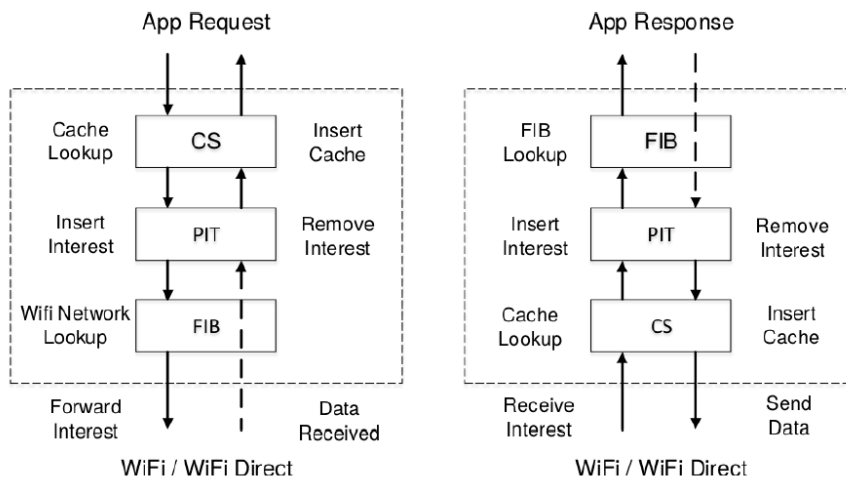 App Request
Cache
Lookup
CS
Insert
Cache
Insert
Interest
PIT
Remove
Interest
Wifi Network
Lookup
FIB
Forward
Interest
Data
Received
WiFi / WiFi Direct
App Response
FIB
Lookup
FIB
Insert
Interest
PIT
Remove
Interest
Cache
Lookup
CS
Insert
Cache
Receive
Interest
Send
Data
WiFi / WiFi Direct